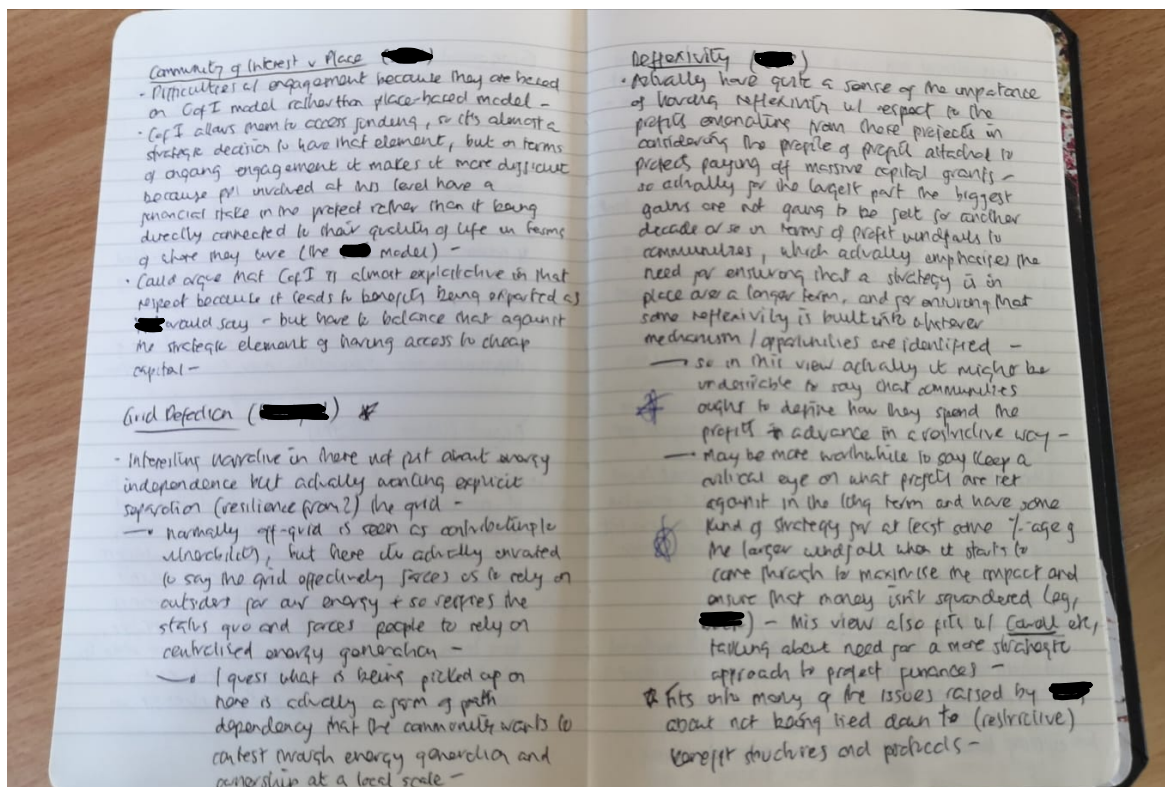 Community of Interest v Place (
)
· Difficulties w/ engagement because they are based
on CofI model rather than place-based model -
· CofI allows them to access funding, so it's almost a
strategic decision to have that element, but in terms
of ongoing engagement it makes it more difficult
because ppl involved at this level have a
financial stake in the project rather than it being
directly connected to their quality of life in terms
of where they live (the model) -
· Could argue that CofI is almost in that
respect because it leads to benefits being exported as
would say - but have to balance that against
the strategic element of having access to cheap
capital -
Grid Defection ( ) *
- Interesting narrative in there not just about energy
independence but actually wanting explicit
separation (resilience from?) the grid -
→ normally off-grid is seen as contributing to
vulnerability, but here it's actually
to say the grid effectively forces us to rely on
outsiders for our energy + so the
status quo and forces people to rely on
centralised energy generation -
→ I guess what is being picked up on
here is actually a form of path
dependency that the community wants to
contest through energy generation and
ownership at a local scale -
Reflexivity ( )
· Actually have quite a sense of the importance
of having reflexivity w/ respect to the
profits emanating from these projects in
considering the profile of profit attached to
projects paying off massive capital grants -
so actually for the largest part the biggest
gains are not going to be felt for another
decade or so in terms of profit windfalls to
communities, which actually emphasises the
need for ensuring that a strategy is in
place over a longer term, and for ensuring that
some reflexivity is built into whatever
mechanism / opportunities are identified -
→ so in this view actually it might be
undesirable to say that communities
ought to define how they spend the
profits in advance in a restrictive way -
→ may be more worthwhile to say keep a
critical eye on what projects are set
against in the long term and have some
kind of strategy for at least some %-age of
the larger windfall when it starts to
come through to maximise the impact and
ensure that money isn't squandered (eg,
) - this view also fits w/ etc,
talking about need for a more strategic
approach to project finances -
* Fits into many of the issues raised by
about not being tied down to (restrictive)
benefit structures and protocols -